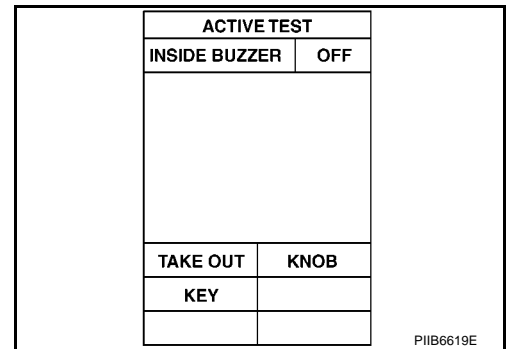 ACTIVE TEST
INSIDE BUZZER OFF
TAKE OUT KNOB
KEY
PIIB6619E